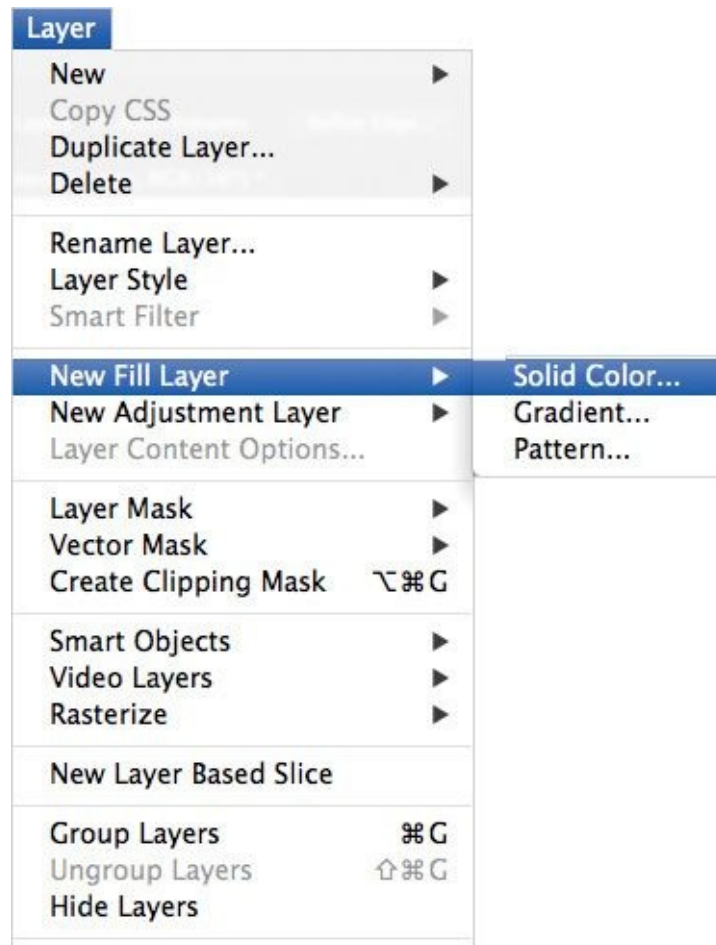 Layer
New ▶
Copy CSS
Duplicate Layer...
Delete ▶
Rename Layer...
Layer Style ▶
Smart Filter ▶
New Fill Layer ▶
Solid Color...
New Adjustment Layer ▶
Gradient...
Layer Content Options...
Pattern...
Layer Mask ▶
Vector Mask ▶
Create Clipping Mask ⌥⌘G
Smart Objects ▶
Video Layers ▶
Rasterize ▶
New Layer Based Slice
Group Layers ⌘G
Ungroup Layers ⇧⌘G
Hide Layers